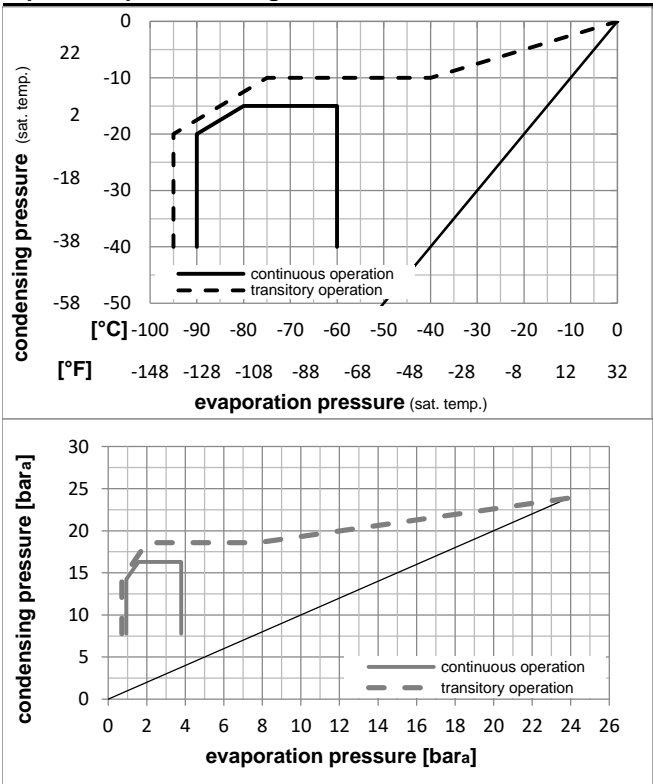 condensing pressure (sat. temp.)
0
22 -10
2 -20
-18 -30
-38 -40
-58 -50
continuous operation
transitory operation
[°C] -100 -90 -80 -70 -60 -50 -40 -30 -20 -10 0
[°F] -148 -128 -108 -88 -68 -48 -28 -8 12 32
evaporation pressure (sat. temp.)
condensing pressure [bara]
30
25
20
15
10
5
0
continuous operation
transitory operation
0 2 4 6 8 10 12 14 16 18 20 22 24 26
evaporation pressure [bara]